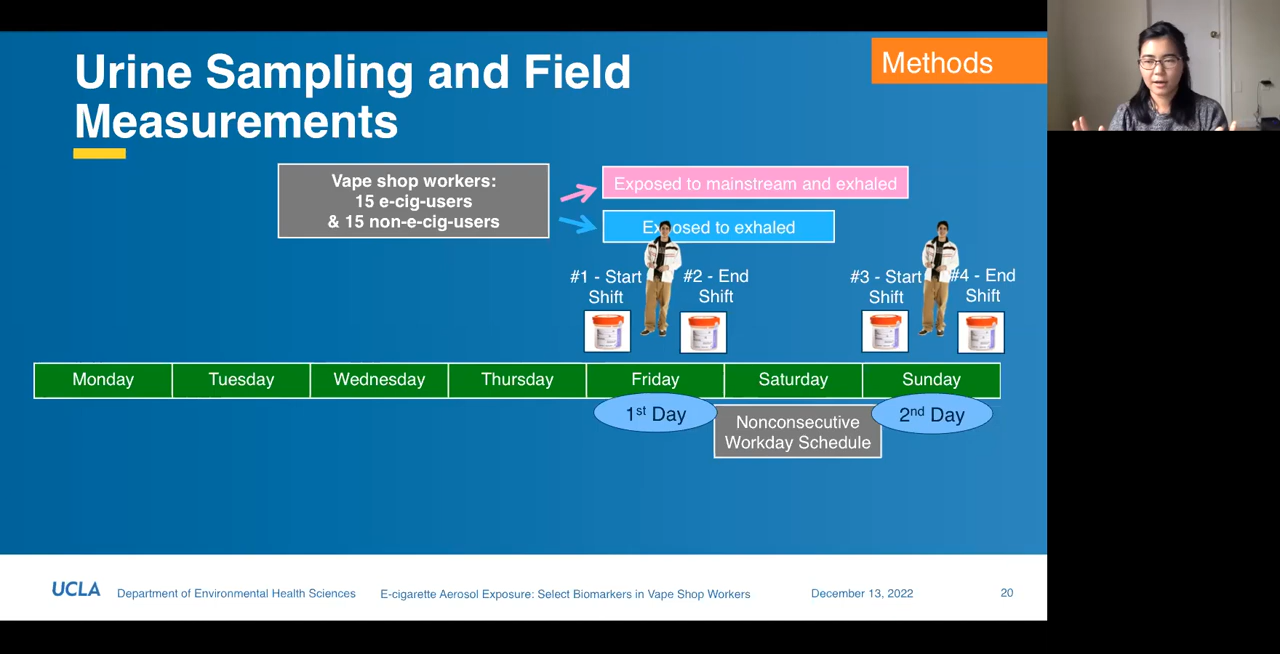 Urine Sampling and Field
Measurements
Methods
Vape shop workers:
15 e-cig-users
& 15 non-e-cig-users
Exposed to mainstream and exhaled
Exposed to exhaled
#1 - Start
Shift
#2 - End
Shift
#3 - Start
Shift
#4 - End
Shift
Monday
Tuesday
Wednesday
Thursday
Friday
Saturday
Sunday
1st Day
Nonconsecutive
Workday Schedule
2nd Day
UCLA
Department of Environmental Health Sciences
E-cigarette Aerosol Exposure: Select Biomarkers in Vape Shop Workers
December 13, 2022
20